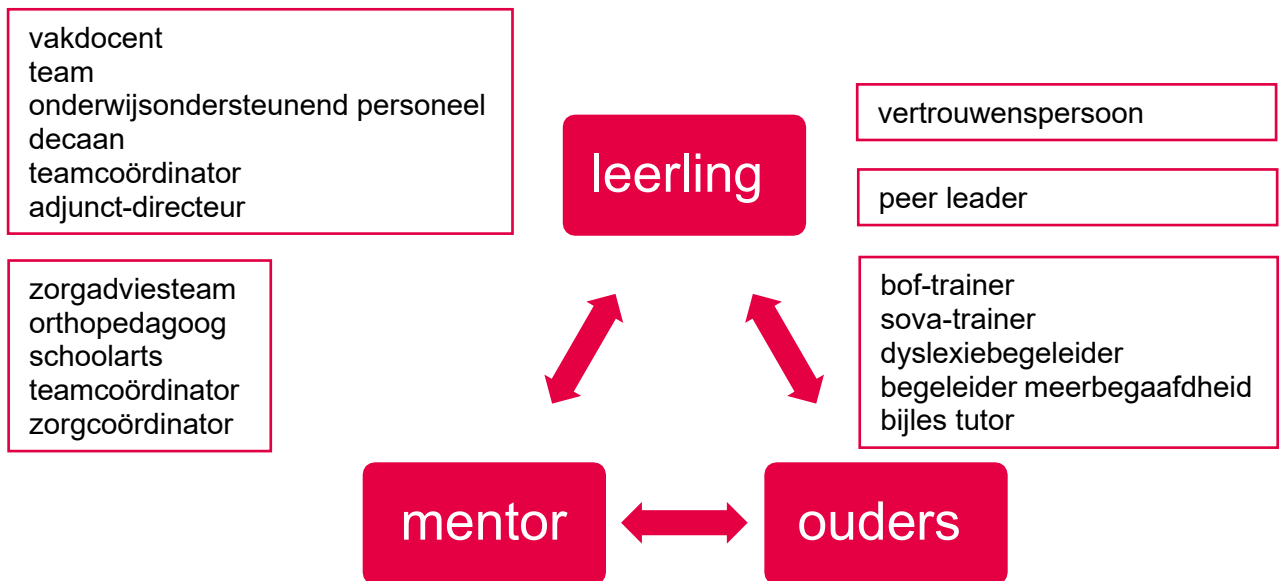 vakdocent
team
onderwijsondersteunend personeel
decaan
teamcoördinator
adjunct-directeur
zorgadviesteam
orthopedagoog
schoolarts
teamcoördinator
zorgcoördinator
leerling
mentor
ouders
vertrouwenspersoon
peer leader
bof-trainer
sova-trainer
dyslexiebegeleider
begeleider meerbegaafdheid
bijles tutor